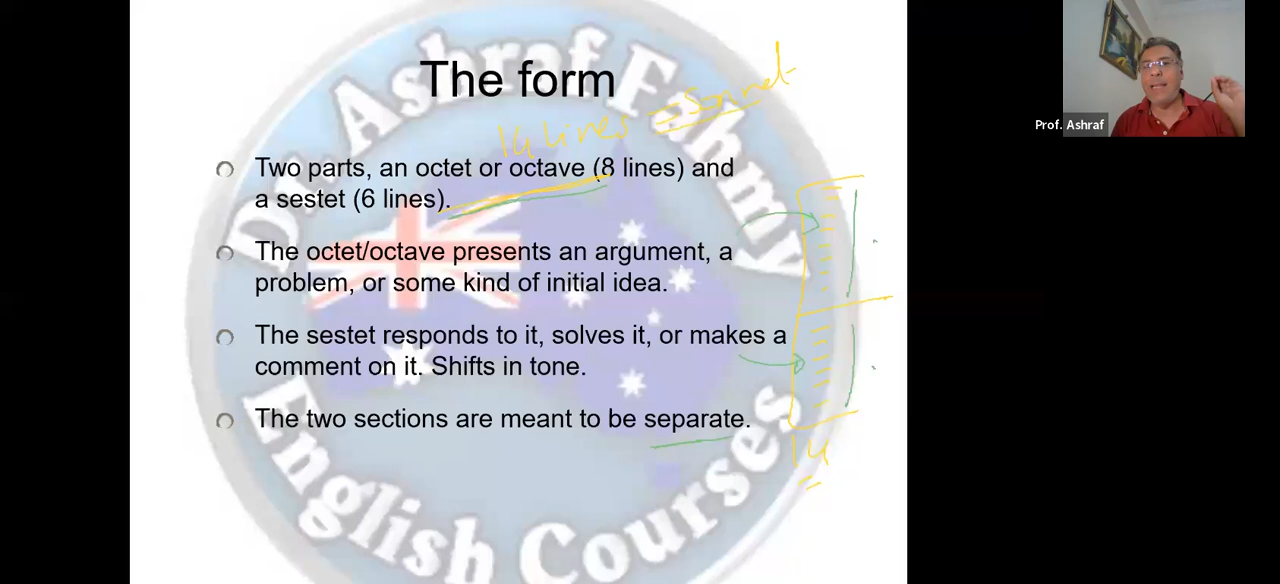 The form
14 lines = Sonnet
Two parts, an octet or octave (8 lines) and
a sestet (6 lines).
The octet/octave presents an argument, a
problem, or some kind of initial idea.
The sestet responds to it, solves it, or makes a
comment on it. Shifts in tone.
The two sections are meant to be separate.
14
Dr. Ashraf Fahmy
English Courses
Prof. Ashraf